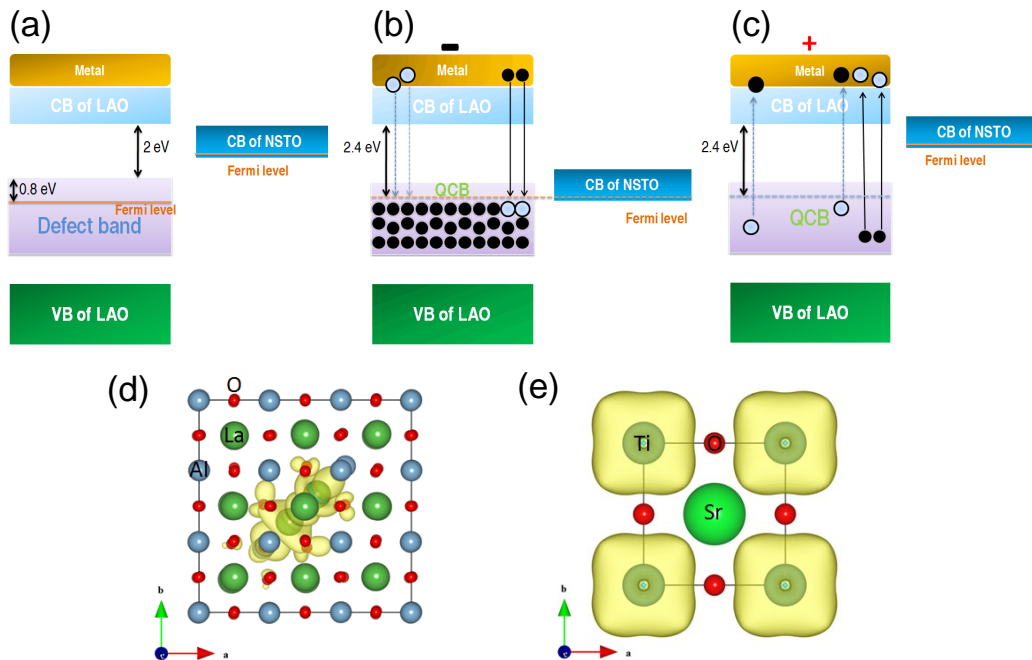 (a)
Metal
CB of LAO
2 eV
CB of NSTO
Fermi level
0.8 eV
Fermi level
Defect band
VB of LAO
(b)
-
Metal
CB of LAO
2.4 eV
QCB
CB of NSTO
Fermi level
VB of LAO
(c)
+
Metal
CB of LAO
2.4 eV
CB of NSTO
Fermi level
QCB
VB of LAO
(d)
O
La
Al
b
c
a
(e)
Ti
O
Sr
b
c
a